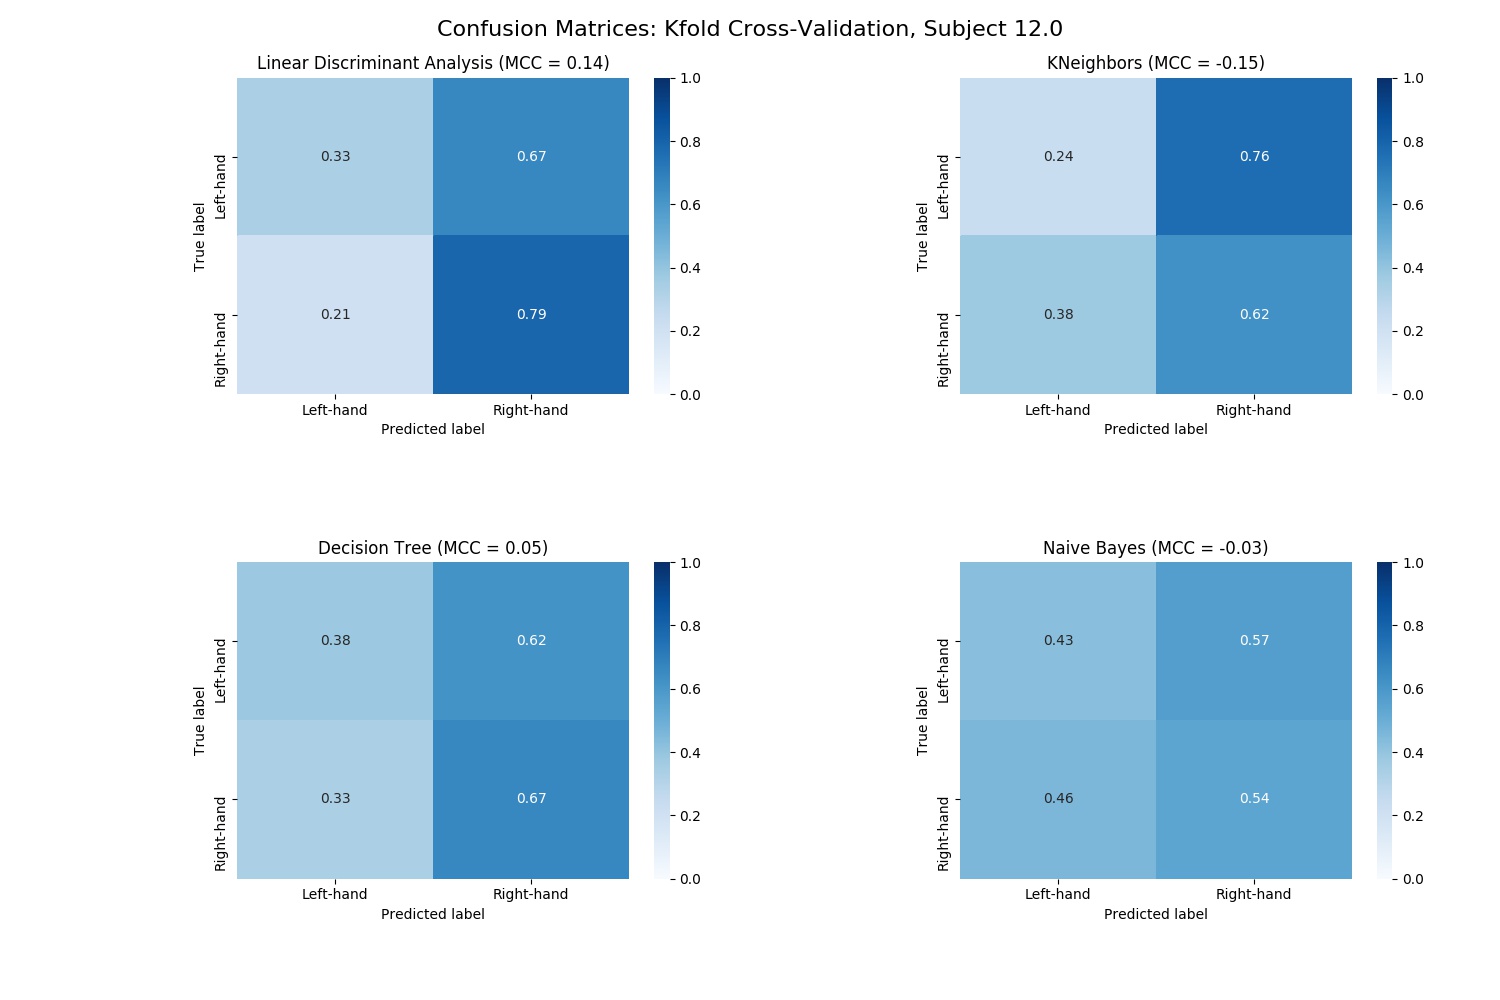 Confusion Matrices: Kfold Cross-Validation, Subject 12.0
Linear Discriminant Analysis (MCC = 0.14)
True label
Left-hand
Right-hand
0.33
0.67
0.21
0.79
Left-hand
Right-hand
Predicted label
1.0
0.8
0.6
0.4
0.2
0.0
KNeighbors (MCC = -0.15)
True label
Left-hand
Right-hand
0.24
0.76
0.38
0.62
Left-hand
Right-hand
Predicted label
1.0
0.8
0.6
0.4
0.2
0.0
Decision Tree (MCC = 0.05)
True label
Left-hand
Right-hand
0.38
0.62
0.33
0.67
Left-hand
Right-hand
Predicted label
1.0
0.8
0.6
0.4
0.2
0.0
Naive Bayes (MCC = -0.03)
True label
Left-hand
Right-hand
0.43
0.57
0.46
0.54
Left-hand
Right-hand
Predicted label
1.0
0.8
0.6
0.4
0.2
0.0